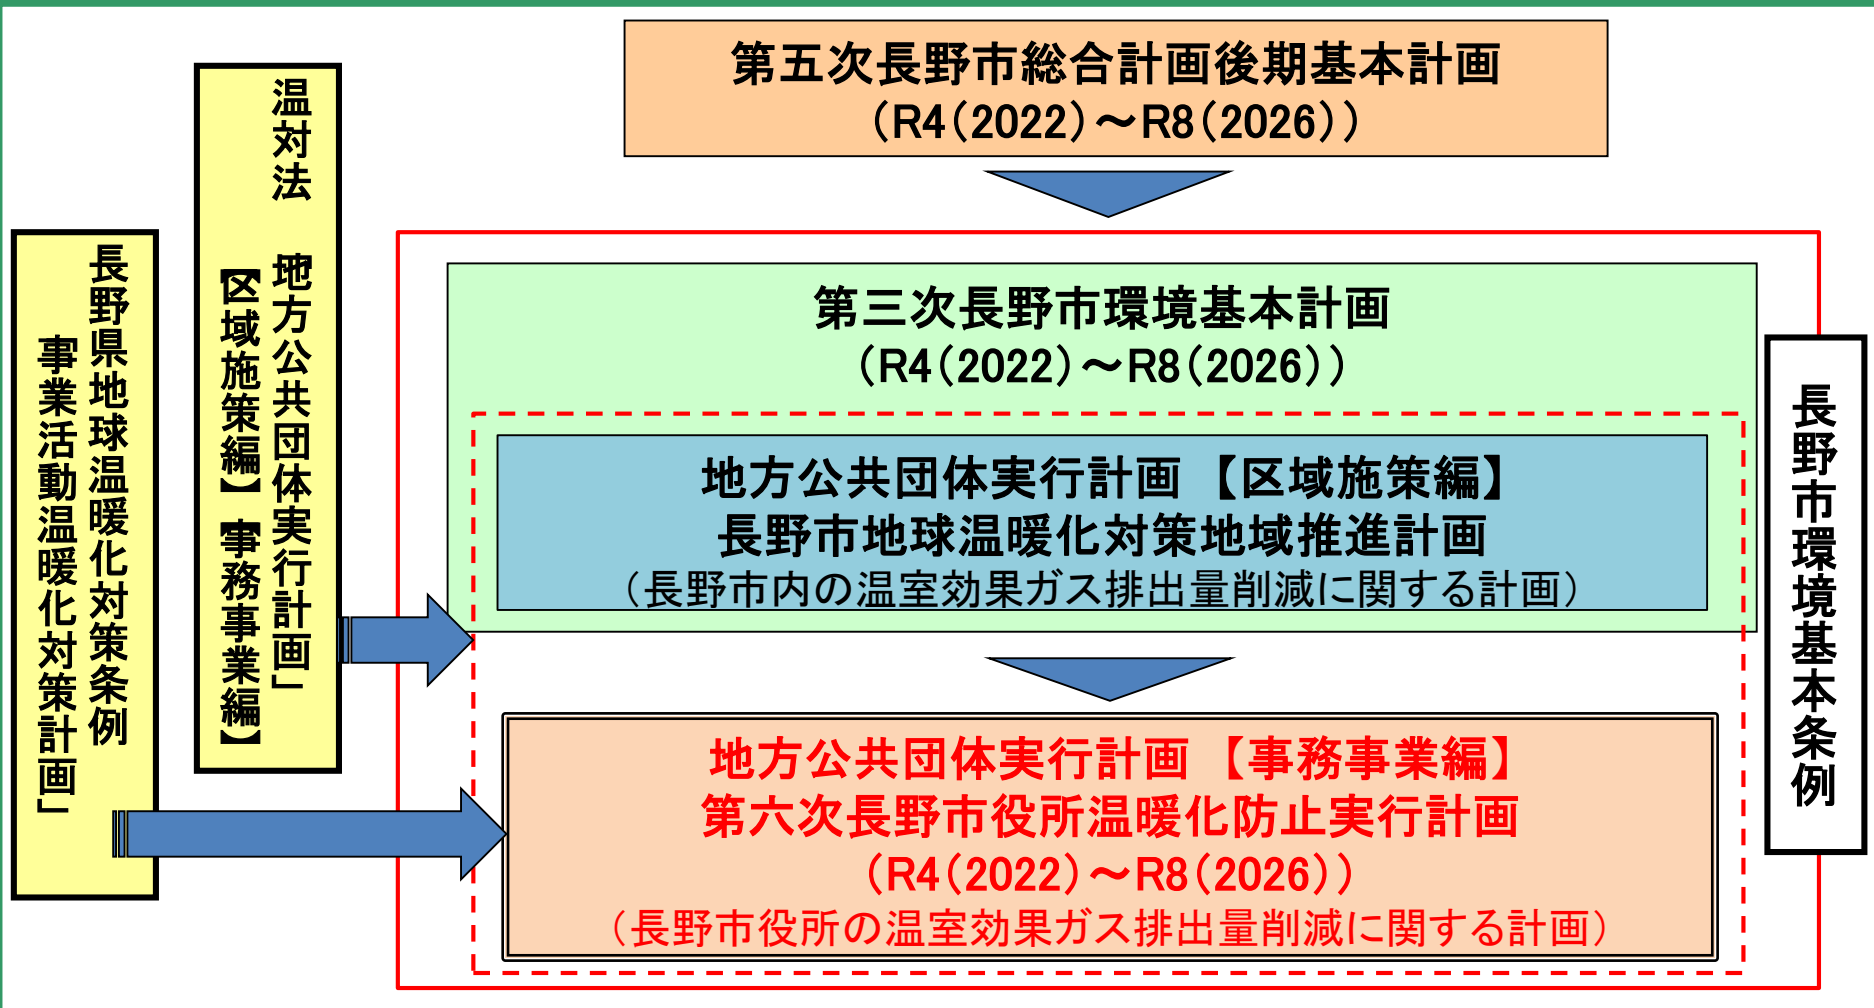 第五次長野市総合計画後期基本計画
（R4（2022）～R8（2026））
温対法　地方公共団体実行計画」
【区域施策編】【事務事業編】
長野県地球温暖化対策条例
事業活動温暖化対策計画」
第三次長野市環境基本計画
（R4（2022）～R8（2026））
地方公共団体実行計画 【区域施策編】
長野市地球温暖化対策地域推進計画
（長野市内の温室効果ガス排出量削減に関する計画）
地方公共団体実行計画 【事務事業編】
第六次長野市役所温暖化防止実行計画
（R4（2022）～R8（2026））
（長野市役所の温室効果ガス排出量削減に関する計画）
長野市環境基本条例